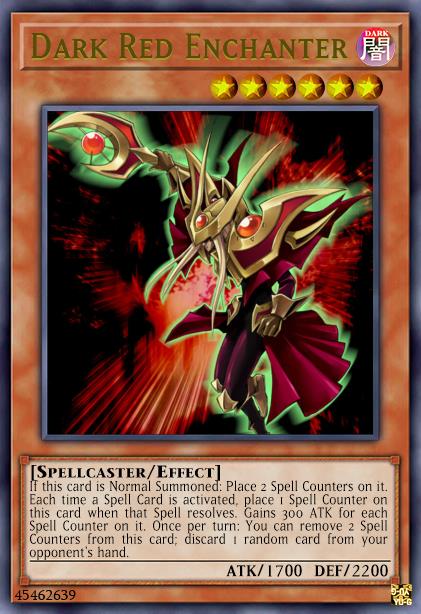 DARK RED ENCHANTER
DARK
闇
[SPELLCASTER/EFFECT]
If this card is Normal Summoned: Place 2 Spell Counters on it.
Each time a Spell Card is activated, place 1 Spell Counter on
this card when that Spell resolves. Gains 300 ATK for each
Spell Counter on it. Once per turn: You can remove 2 Spell
Counters from this card; discard 1 random card from your
opponent's hand.
ATK/1700 DEF/2200
45462639